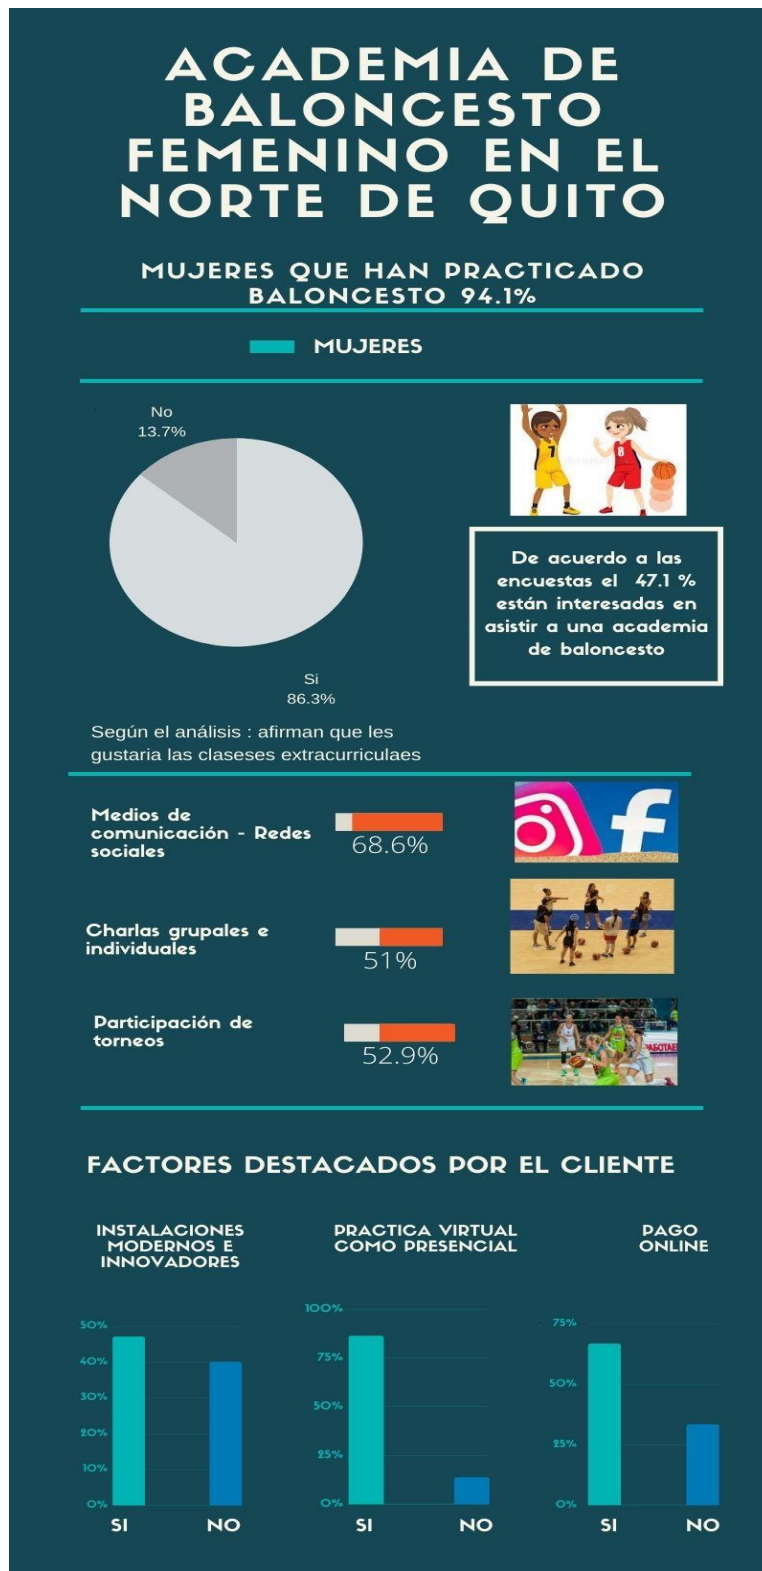 ACADEMIA DE
BALONCESTO
FEMENINO EN EL
NORTE DE QUITO
MUJERES QUE HAN PRACTICADO
BALONCESTO 94.1%
MUJERES
No
13.7%
7
8
De acuerdo a las
encuestas el 47.1 %
están interesadas en
asistir a una academia
de baloncesto
Si
86.3%
Según el análisis : afirman que les
gustaria las claseses extracurriculaes
Medios de
comunicación - Redes
sociales
68.6%
Charlas grupales e
individuales
51%
Participación de
torneos
52.9%
FACTORES DESTACADOS POR EL CLIENTE
INSTALACIONES
MODERNOS E
INNOVADORES
50%
40%
30%
20%
10%
0%
SI NO
PRACTICA VIRTUAL
COMO PRESENCIAL
100%
75%
50%
25%
0%
SI NO
PAGO
ONLINE
75%
50%
25%
0%
SI NO